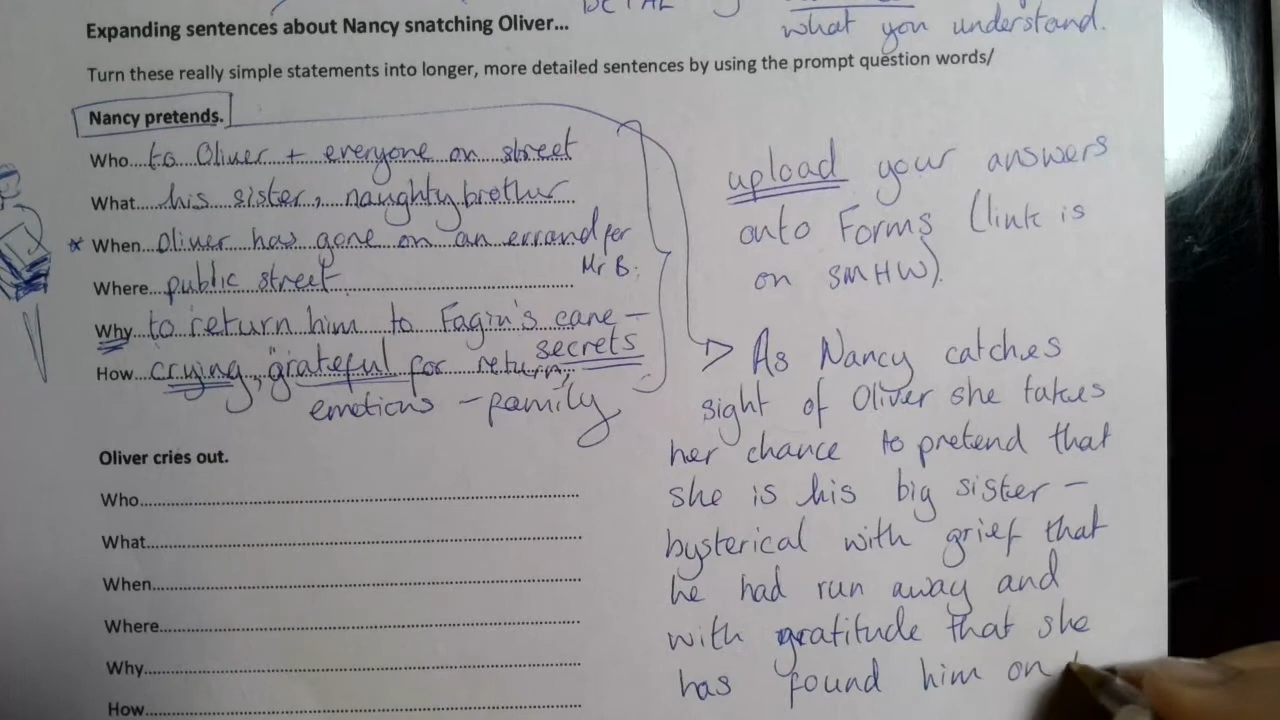 DETAIL
what you understand.
Expanding sentences about Nancy snatching Oliver...
Turn these really simple statements into longer, more detailed sentences by using the prompt question words/
Nancy pretends.
Who...to Oliver + everyone on street
What....his sister, naughty brother
* When...Oliver has gone on an errand for
Mr B.
Where...public street
Why...to return him to Fagin's cane –
secrets
How...crying, "grateful for return,
emotions – family
upload your answers
onto Forms (link is
on SMHW).
> As Nancy catches
sight of Oliver she takes
her chance to pretend that
she is his big sister –
hysterical with grief that
he had run away and
with gratitude that she
has found him on
Oliver cries out.
Who
What
When
Where
Why
How